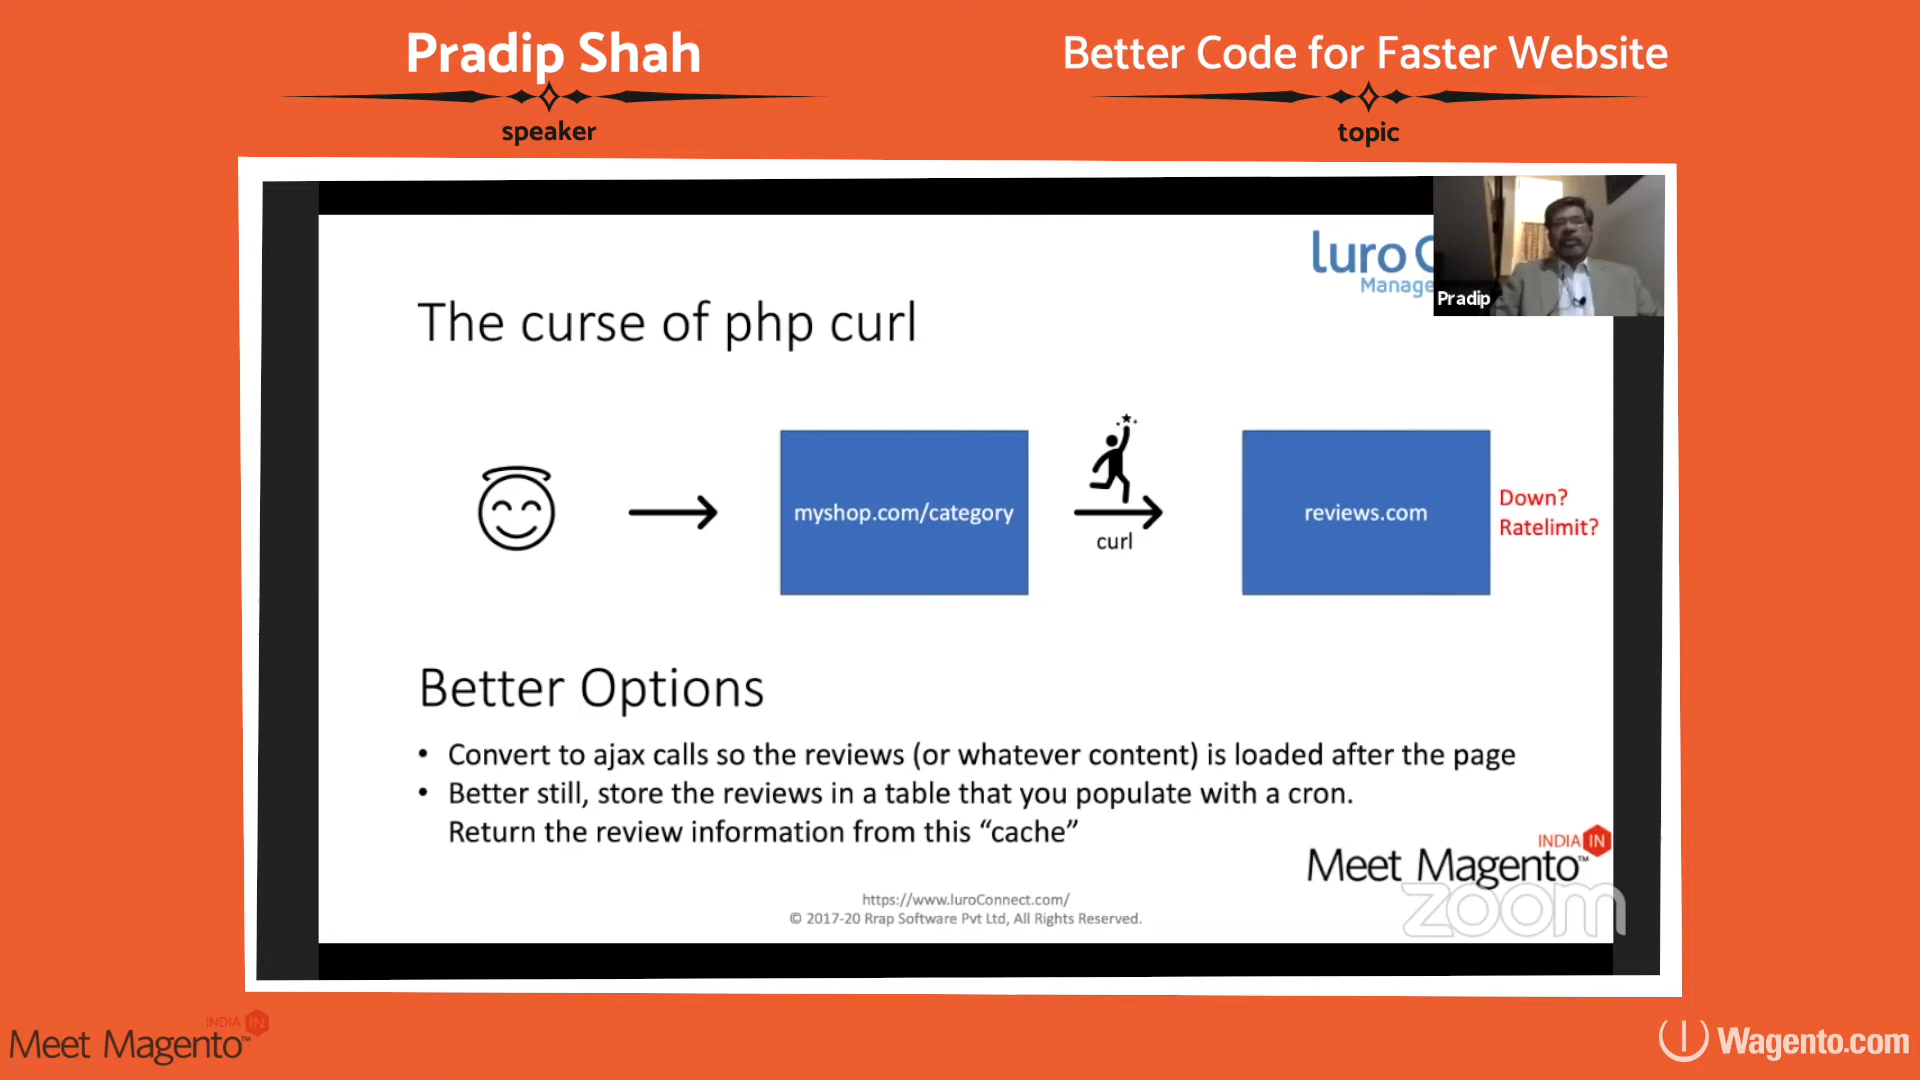 Pradip Shah
speaker
Better Code for Faster Website
topic
luro
Manage
Pradip
The curse of php curl
myshop.com/category
curl
reviews.com
Down?
Ratelimit?
Better Options
• Convert to ajax calls so the reviews (or whatever content) is loaded after the page
• Better still, store the reviews in a table that you populate with a cron.
Return the review information from this “cache”
INDIA IN
Meet Magento™
zoom
https://www.luroConnect.com/
© 2017-20 Rrap Software Pvt Ltd, All Rights Reserved.
INDIA IN
Meet Magento™
Wagento.com